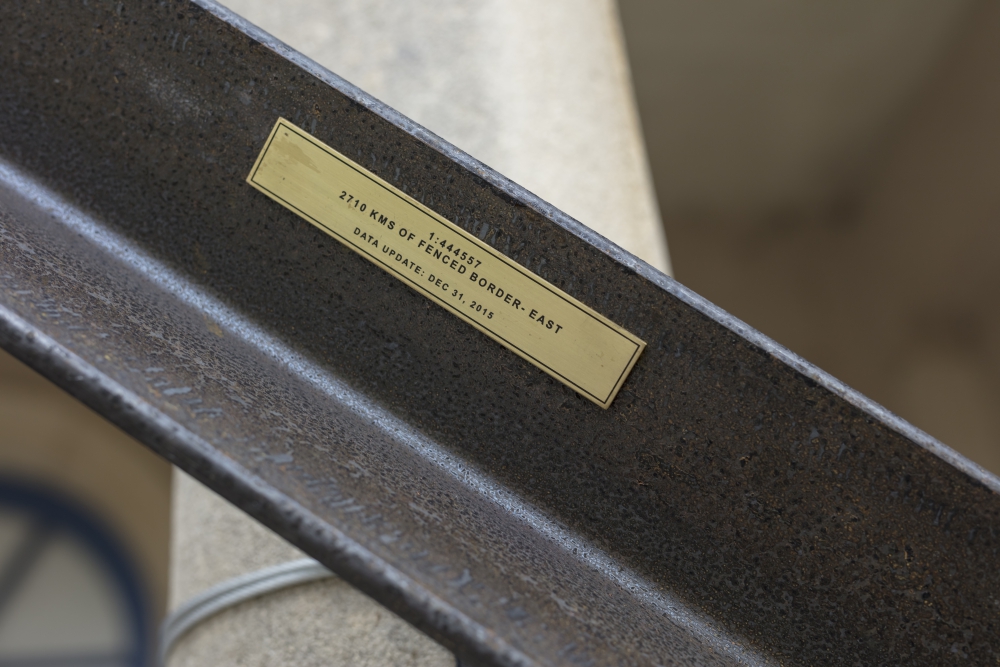 1:444557
2710 KMS OF FENCED BORDER- EAST
DATA UPDATE: DEC 31, 2015